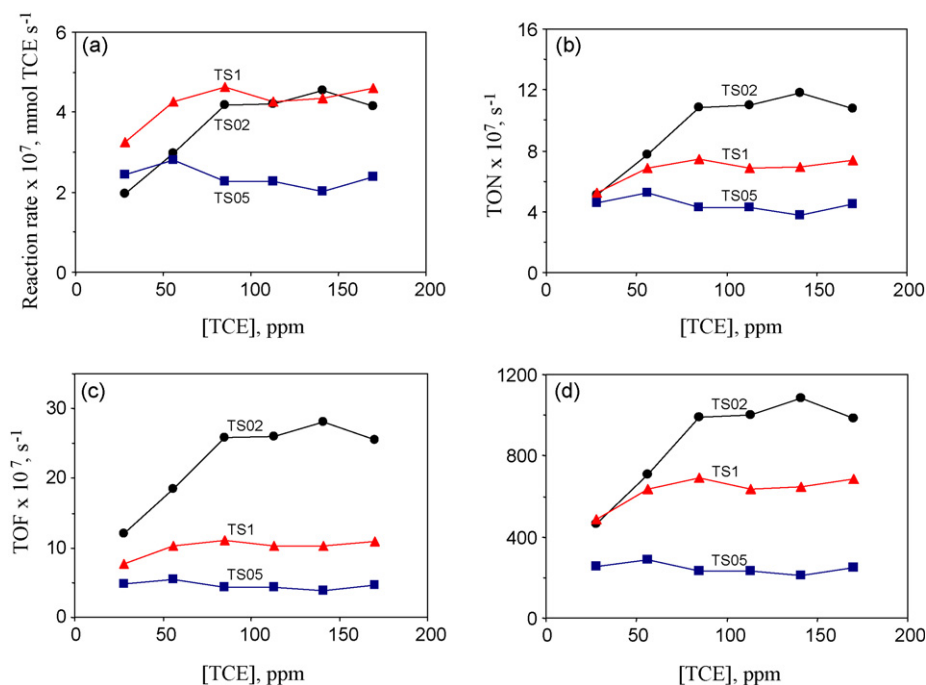 (a)
Reaction rate x 10⁷, mmol TCE s⁻¹
6
4
2
0
TS1
TS02
TS05
0 50 100 150 200
[TCE], ppm
(b)
TON x 10⁷, s⁻¹
16
12
8
4
0
TS02
TS1
TS05
0 50 100 150 200
[TCE], ppm
(c)
TOF x 10⁷, s⁻¹
30
20
10
0
TS02
TS1
TS05
0 50 100 150 200
[TCE], ppm
(d)
1200
800
400
0
TS02
TS1
TS05
0 50 100 150 200
[TCE], ppm